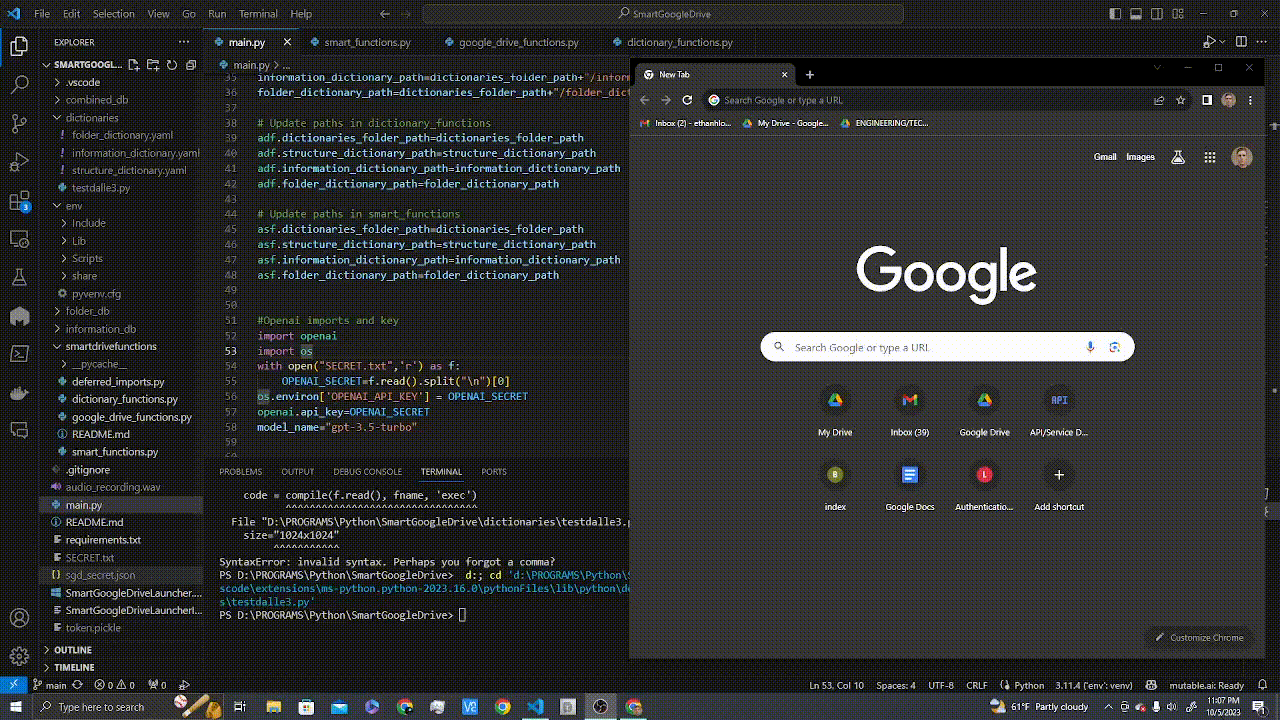 File Edit Selection View Go Run Terminal Help
SmartGoogleDrive
EXPLORER
main.py
smart_functions.py
google_drive_functions.py
dictionary_functions.py
SMARTGOOGL...
.vscode
combined_db
dictionaries
folder_dictionary.yaml
information_dictionary.yaml
structure_dictionary.yaml
testdalle3.py
env
Include
Lib
Scripts
share
pyvenv.cfg
folder_db
information_db
smartdrivefunctions
__pycache__
deferred_imports.py
dictionary_functions.py
google_drive_functions.py
README.md
smart_functions.py
.gitignore
audio_recording.wav
main.py
README.md
requirements.txt
SECRET.txt
sgd_secret.json
SmartGoogleDriveLauncher....
SmartGoogleDriveLauncherI...
token.pickle
OUTLINE
TIMELINE
main.py > ...
35 information_dictionary_path=dictionaries_folder_path+"/infor
36 folder_dictionary_path=dictionaries_folder_path+"/folder_dict
37
38 # Update paths in dictionary_functions
39 adf.dictionaries_folder_path=dictionaries_folder_path
40 adf.structure_dictionary_path=structure_dictionary_path
41 adf.information_dictionary_path=information_dictionary_path
42 adf.folder_dictionary_path=folder_dictionary_path
43
44 # Update paths in smart_functions
45 asf.dictionaries_folder_path=dictionaries_folder_path
46 asf.structure_dictionary_path=structure_dictionary_path
47 asf.information_dictionary_path=information_dictionary_path
48 asf.folder_dictionary_path=folder_dictionary_path
49
50
51 #Openai imports and key
52 import openai
53 import os
54 with open("SECRET.txt",'r') as f:
55 OPENAI_SECRET=f.read().split("\n")[0]
56 os.environ['OPENAI_API_KEY'] = OPENAI_SECRET
57 openai.api_key=OPENAI_SECRET
58 model_name="gpt-3.5-turbo"
59
PROBLEMS OUTPUT DEBUG CONSOLE TERMINAL PORTS
code = compile(f.read(), fname, 'exec')
^^^^^^^^^^^^^^^^^^^^^^^^^^^^^^^^
File "D:\PROGRAMS\Python\SmartGoogleDrive\dictionaries\testdalle3.p
size="1024x1024"
^^^^^^^^^^^
SyntaxError: invalid syntax. Perhaps you forgot a comma?
PS D:\PROGRAMS\Python\SmartGoogleDrive> d:; cd 'd:\PROGRAMS\Python\S
scode\extensions\ms-python.python-2023.16.0\pythonFiles\lib\python\de
s\testdalle3.py'
PS D:\PROGRAMS\Python\SmartGoogleDrive>
New Tab
Search Google or type a URL
Inbox (2) - ethanhlo...
My Drive - Google...
ENGINEERING/TEC...
Gmail Images
Google
Search Google or type a URL
My Drive
Inbox (39)
Google Drive
API
API/Service D...
B
index
Google Docs
L
Authenticatio...
Add shortcut
Customize Chrome
3
main 0 0 0 Ln 53, Col 10 Spaces: 4 UTF-8 CRLF Python 3.11.4 ('env': venv) mutable.ai: Ready
Type here to search
61°F Partly cloudy
11:07 PM
10/5/2023